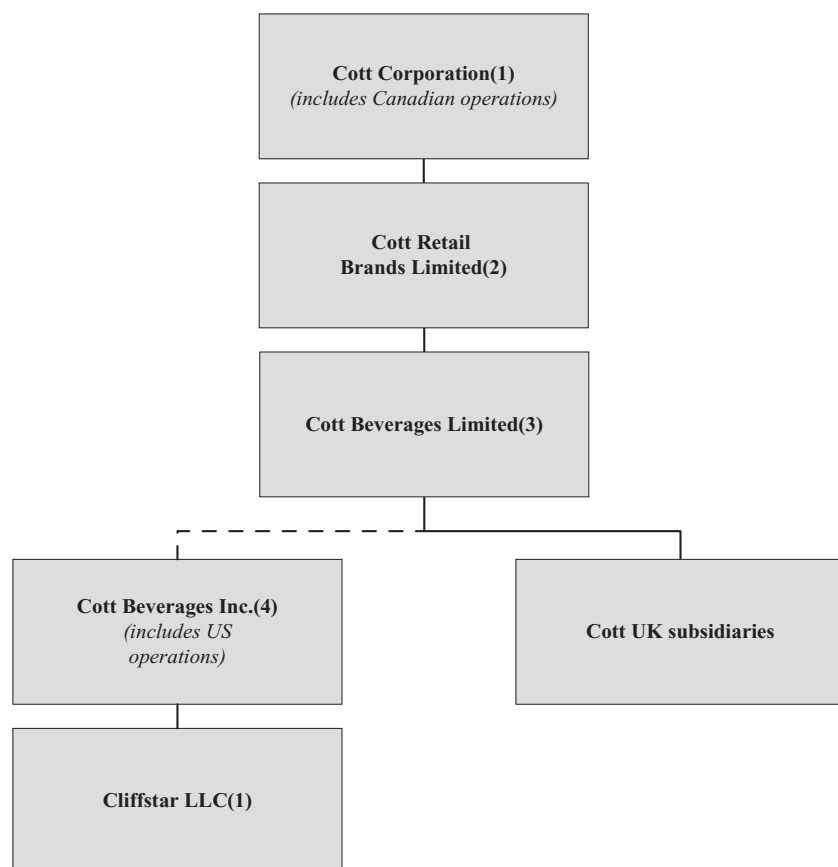 Cott Corporation(1)
(includes Canadian operations)
Cott Retail
Brands Limited(2)
Cott Beverages Limited(3)
Cott Beverages Inc.(4)
(includes US
operations)
Cott UK subsidiaries
Cliffstar LLC(1)